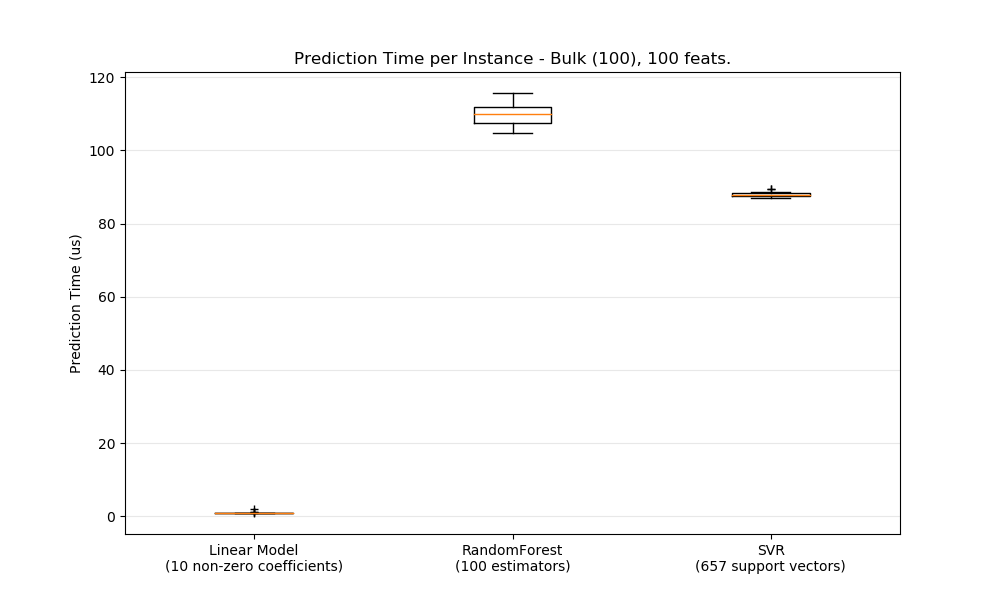 Prediction Time per Instance - Bulk (100), 100 feats.
120
100
80
60
40
20
0
Prediction Time (us)
Linear Model
(10 non-zero coefficients)
RandomForest
(100 estimators)
SVR
(657 support vectors)